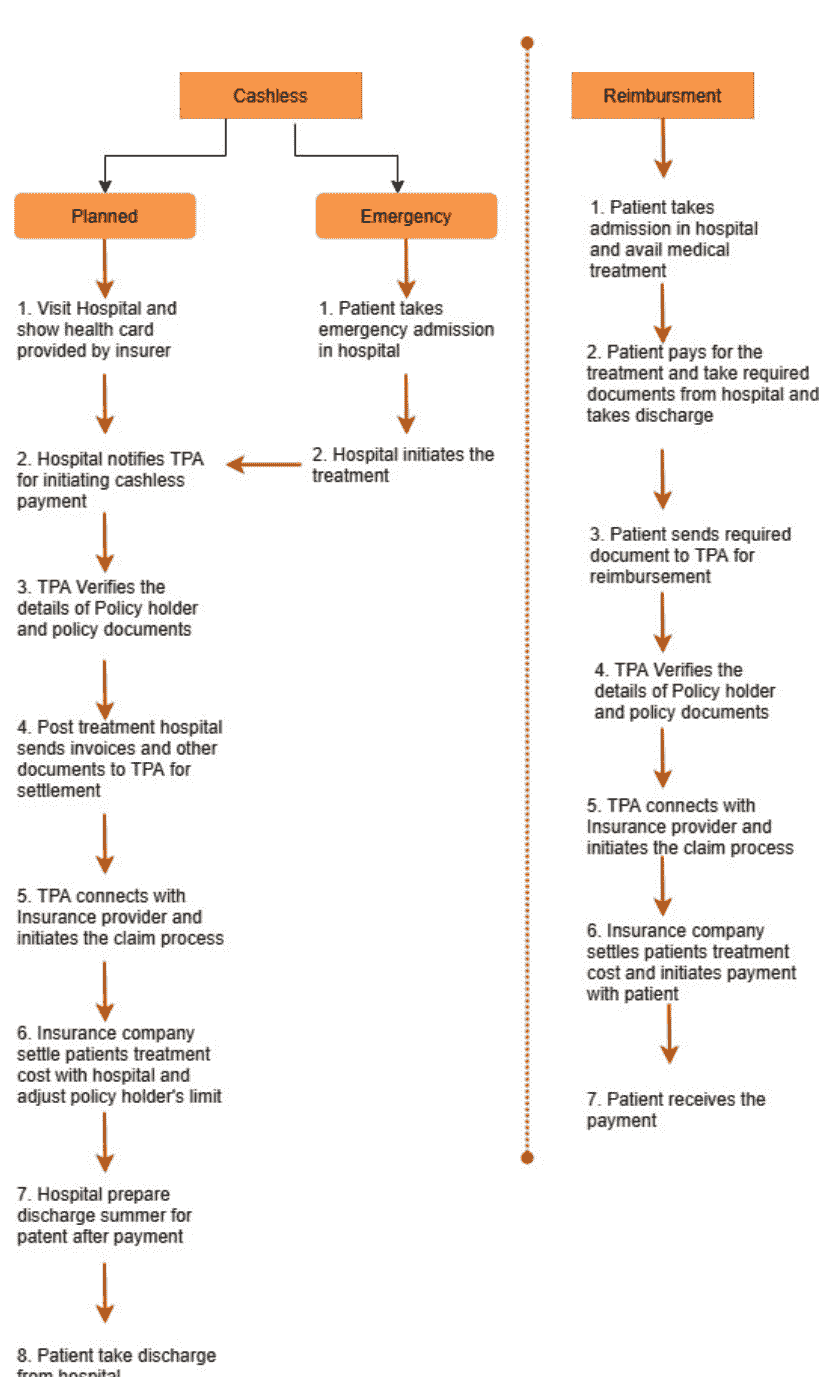 Cashless
Planned
1. Visit Hospital and
show health card
provided by insurer
2. Hospital notifies TPA
for initiating cashless
payment
3. TPA Verifies the
details of Policy holder
and policy documents
4. Post treatment hospital
sends invoices and other
documents to TPA for
settlement
5. TPA connects with
Insurance provider and
initiates the claim process
6. Insurance company
settle patients treatment
cost with hospital and
adjust policy holder's limit
7. Hospital prepare
discharge summer for
patent after payment
8. Patient take discharge
from hospital
Emergency
1. Patient takes
emergency admission
in hospital
2. Hospital initiates the
treatment
Reimbursment
1. Patient takes
admission in hospital
and avail medical
treatment
2. Patient pays for the
treatment and take required
documents from hospital and
takes discharge
3. Patient sends required
document to TPA for
reimbursement
4. TPA Verifies the
details of Policy holder
and policy documents
5. TPA connects with
Insurance provider and
initiates the claim process
6. Insurance company
settles patients treatment
cost and initiates payment
with patient
7. Patient receives the
payment